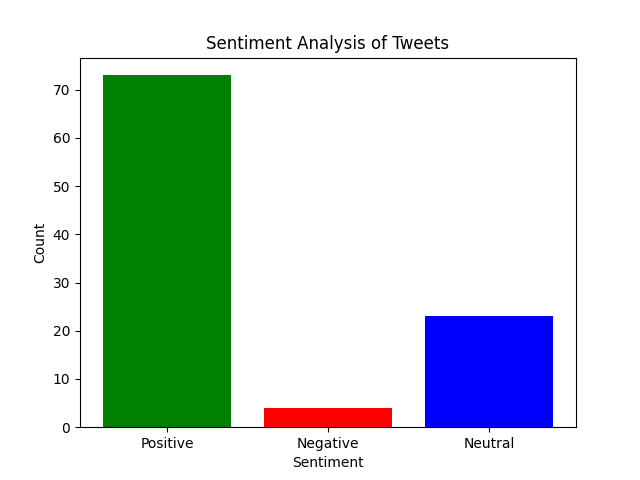 Sentiment Analysis of Tweets
70
60
50
40
30
20
10
0
Count
Positive Negative Neutral
Sentiment